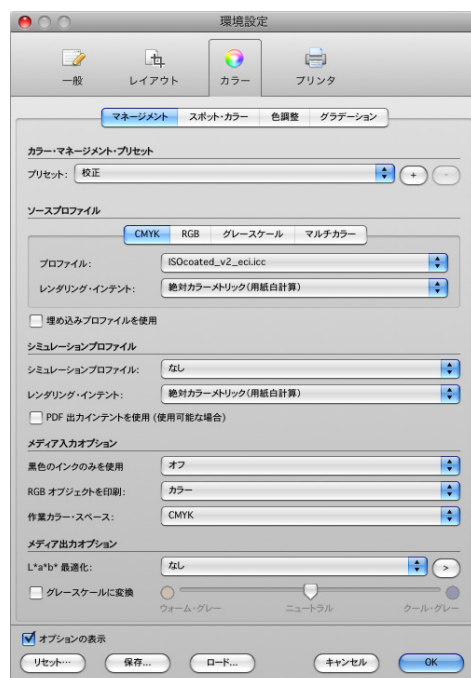 環境設定
一般 レイアウト カラー プリンタ
マネージメント スポット・カラー 色調整 グラデーション
カラー・マネージメント・プリセット
プリセット: 校正 + -
ソースプロファイル
CMYK RGB グレースケール マルチカラー
プロファイル: ISOcoated_v2_eci.icc
レンダリング・インテント: 絶対カラーメトリック(用紙白計算)
埋め込みプロファイルを使用
シミュレーションプロファイル
シミュレーションプロファイル: なし
レンダリング・インテント: 絶対カラーメトリック(用紙白計算)
PDF 出力インテントを使用 (使用可能な場合)
メディア入力オプション
黒色のインクのみを使用 オフ
RGB オブジェクトを印刷: カラー
作業カラー・スペース: CMYK
メディア出力オプション
L*a*b* 最適化: なし >
グレースケールに変換
ウォーム・グレー ニュートラル クール・グレー
オプションの表示
リセット… 保存... ロード... キャンセル OK